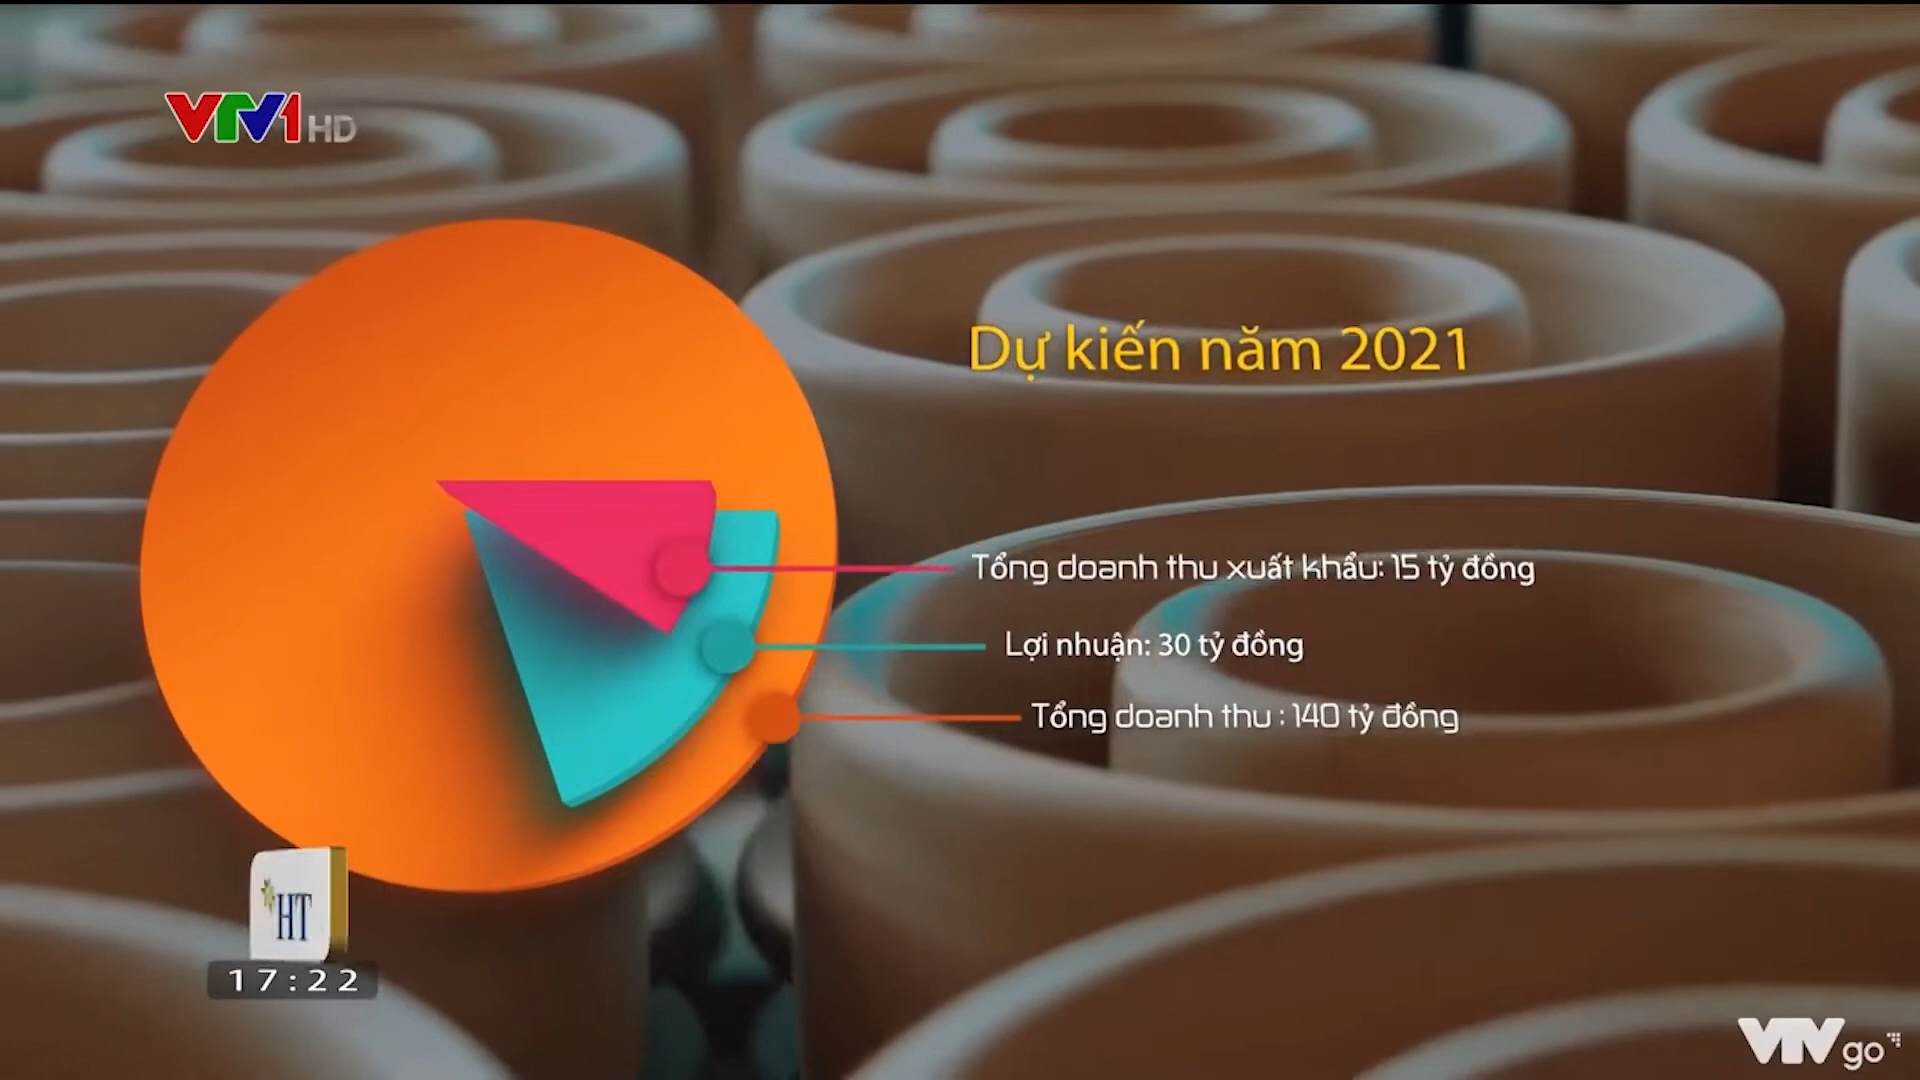 VTV1 HD
Dự kiến năm 2021
Tổng doanh thu xuất khẩu: 15 tỷ đồng
Lợi nhuận: 30 tỷ đồng
Tổng doanh thu : 140 tỷ đồng
HT
17:22
VTV go